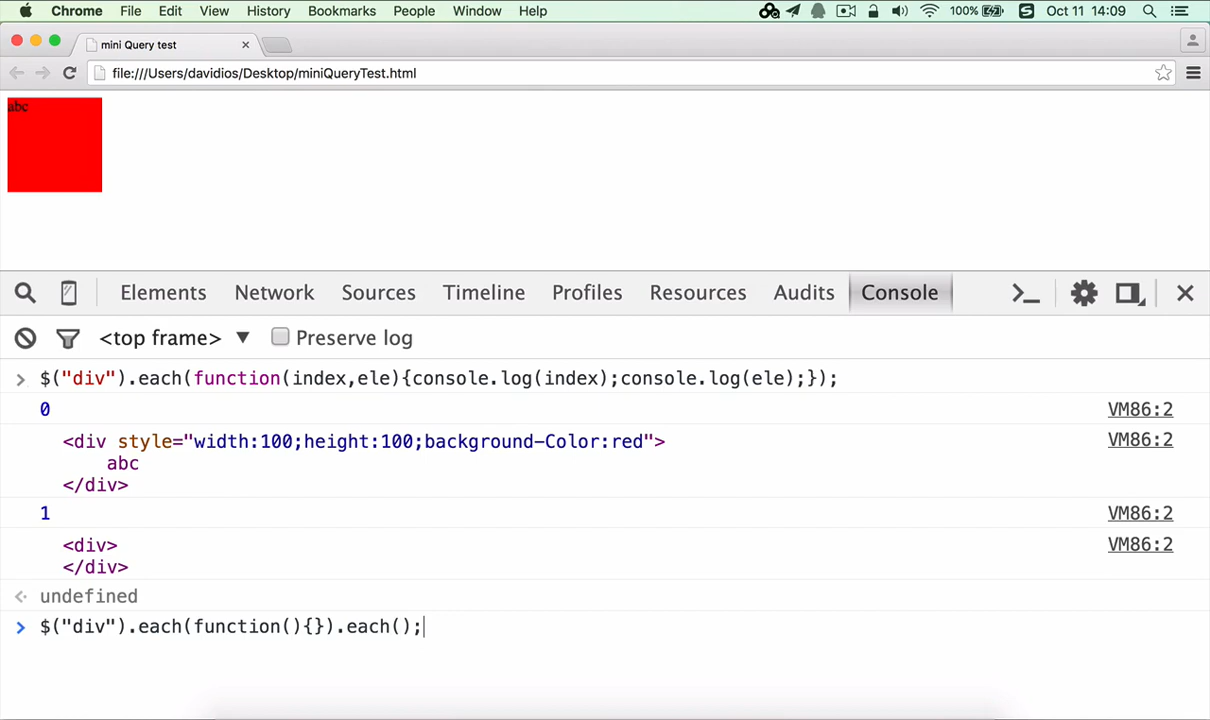 Chrome File Edit View History Bookmarks People Window Help 100% Oct 11 14:09
mini Query test
file:///Users/davidios/Desktop/miniQueryTest.html
abc
Elements Network Sources Timeline Profiles Resources Audits Console
<top frame> Preserve log
> $("div").each(function(index,ele){console.log(index);console.log(ele);});
0 VM86:2
<div style="width:100;height:100;background-Color:red"> VM86:2
abc
</div>
1 VM86:2
<div> VM86:2
</div>
undefined
> $("div").each(function(){}).each();